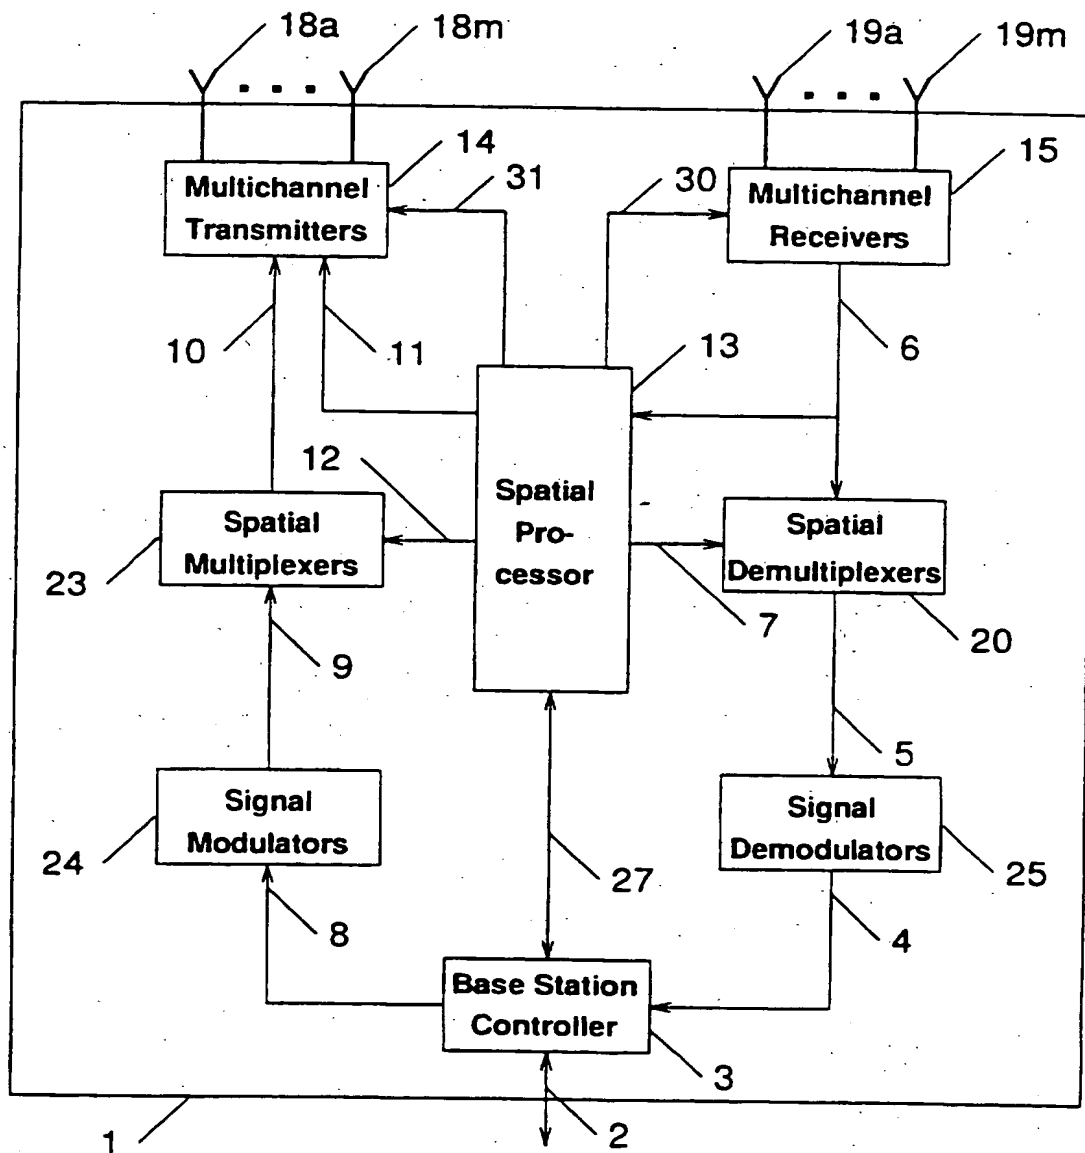 18a
18m
19a
19m
14
31
30
15
Multichannel
Transmitters
Multichannel
Receivers
10
11
13
6
12
Spatial
Pro-
cessor
Spatial
Multiplexers
Spatial
Demultiplexers
23
7
20
9
5
Signal
Modulators
Signal
Demodulators
24
27
25
8
4
Base Station
Controller
3
1
2